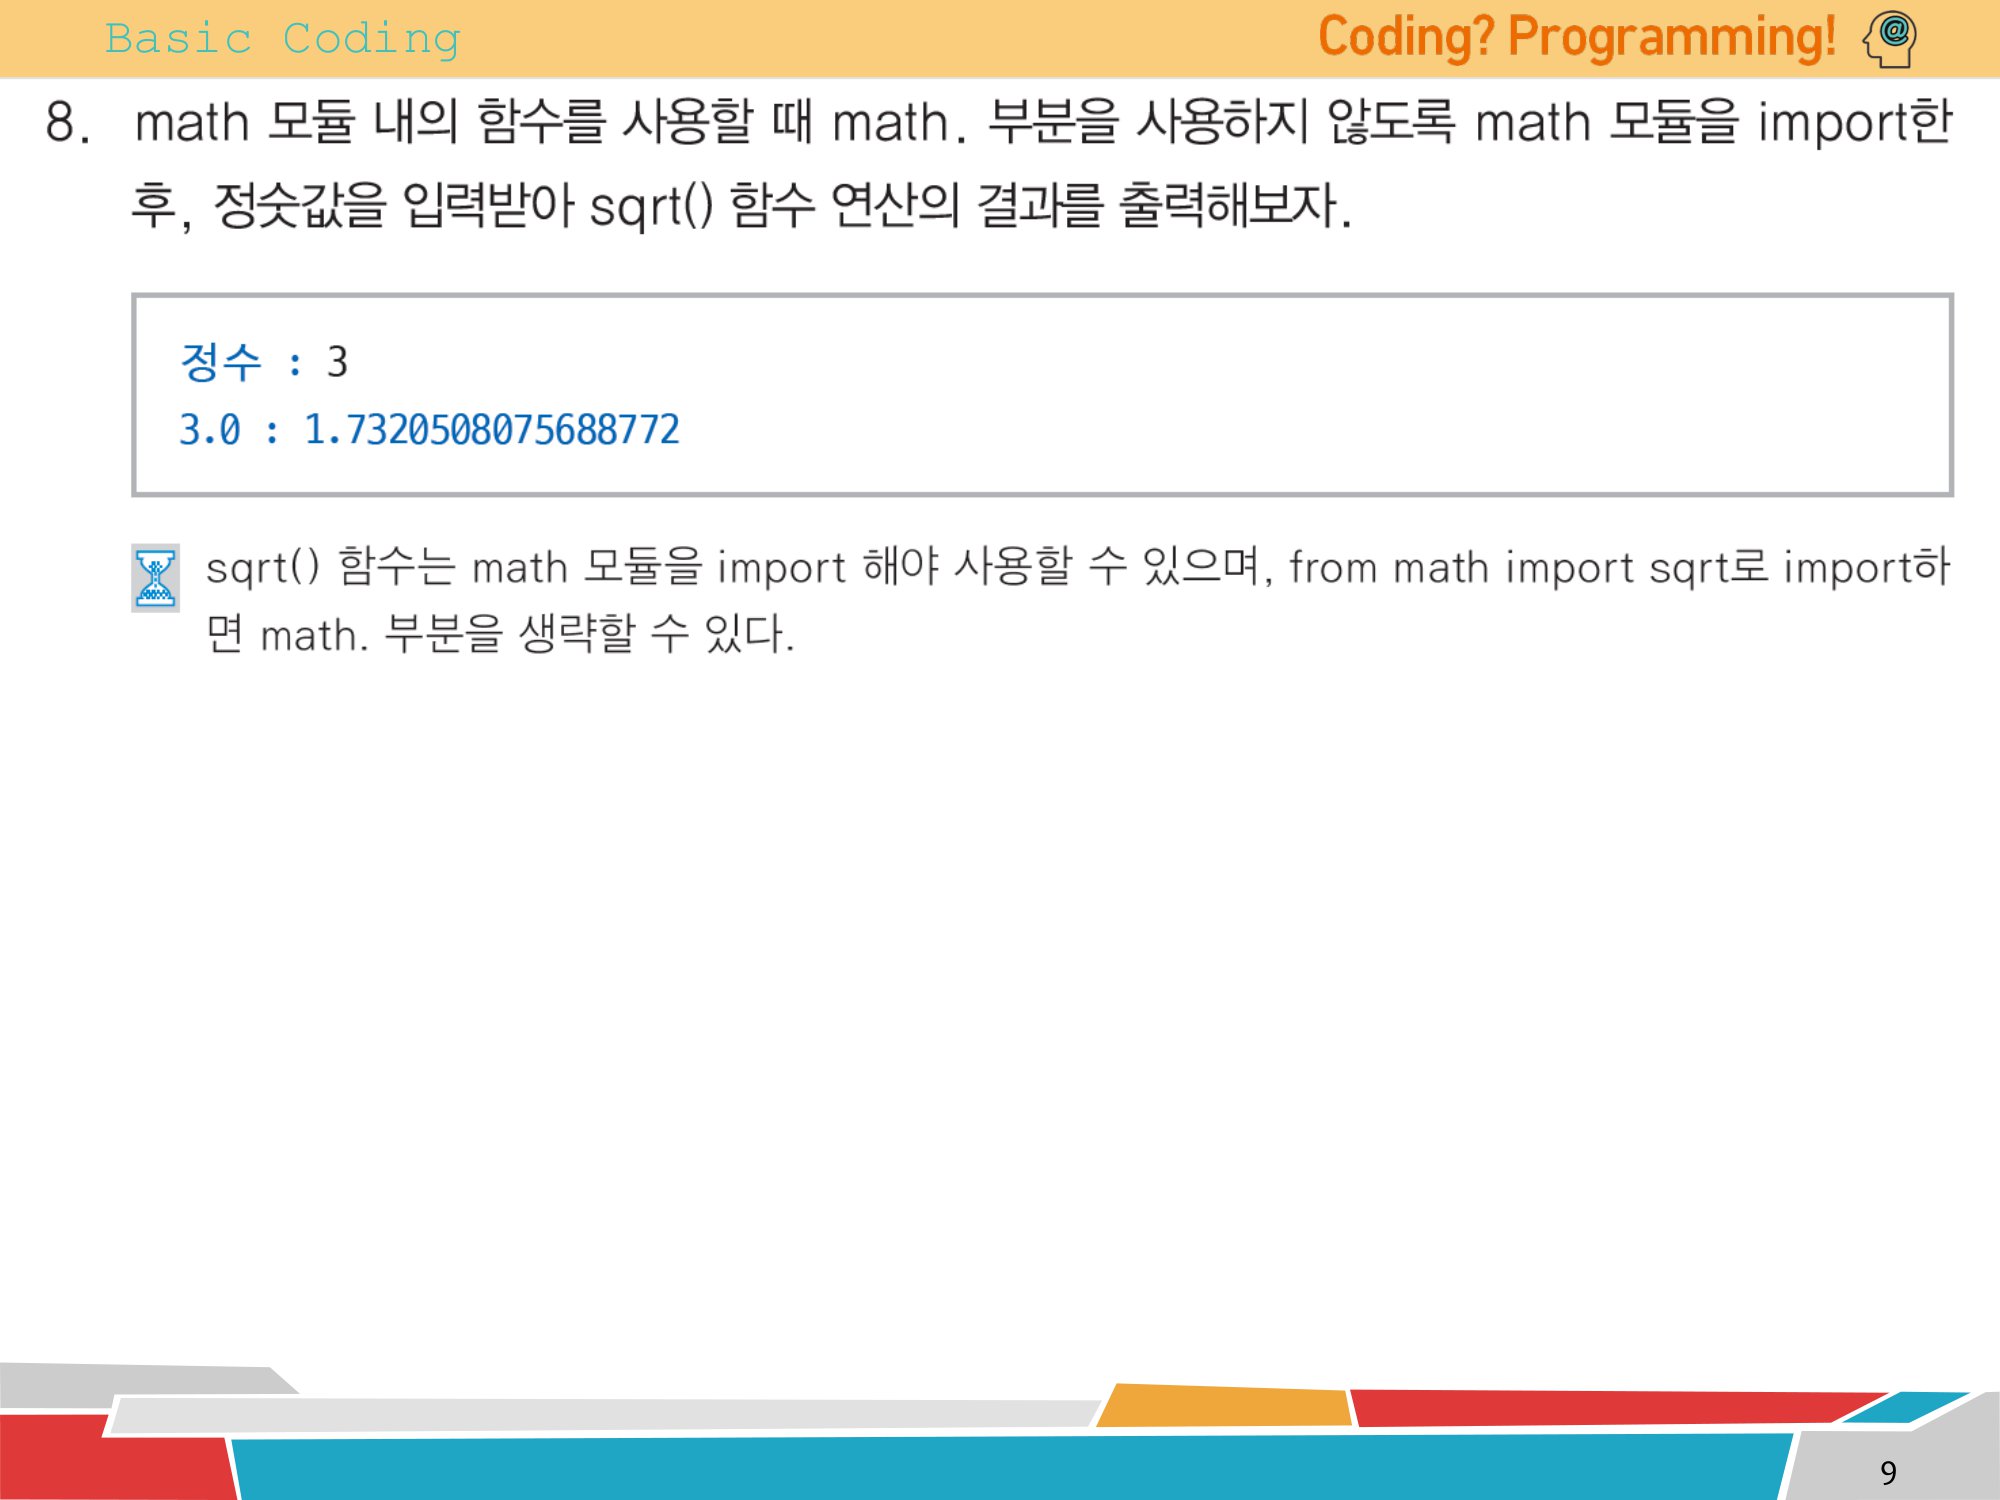 Basic Coding
Coding? Programming!
8. math 모듈 내의 함수를 사용할 때 math. 부분을 사용하지 않도록 math 모듈을 import한
후, 정숫값을 입력받아 sqrt() 함수 연산의 결과를 출력해보자.
정수 : 3
3.0 : 1.7320508075688772
sqrt() 함수는 math 모듈을 import 해야 사용할 수 있으며, from math import sqrt로 import하
면 math. 부분을 생략할 수 있다.
9